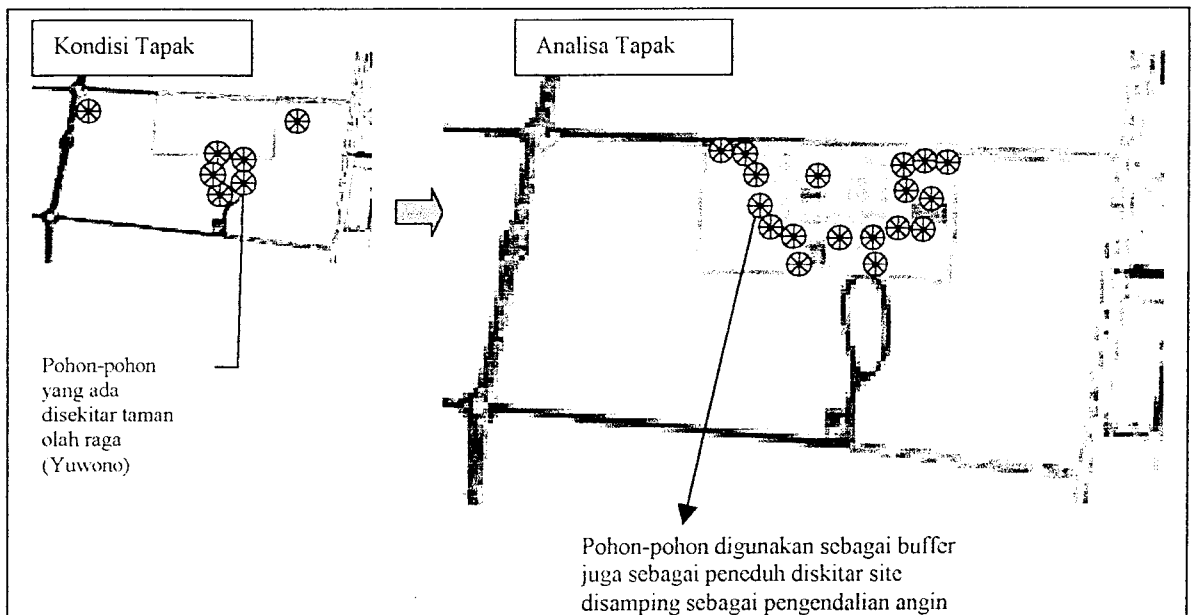 Kondisi Tapak
Analisa Tapak
Pohon-pohon
yang ada
disekitar taman
olah raga
(Yuwono)
Pohon-pohon digunakan sebagai buffer
juga sebagai peneduh diskitar site
disamping sebagai pengendalian angin